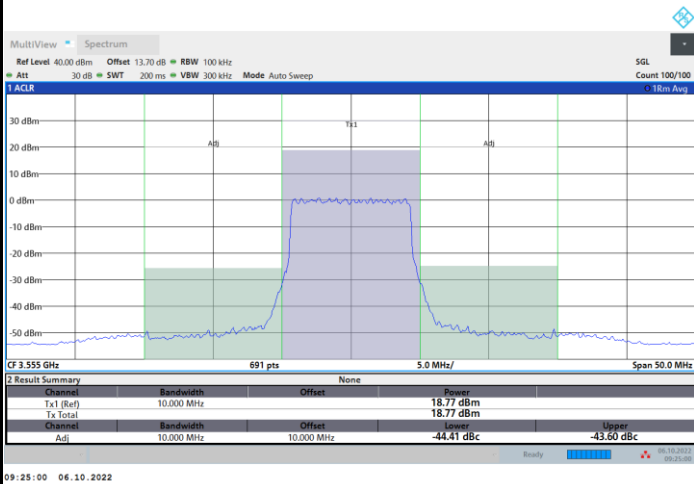 MultiView Spectrum
Ref Level 40.00 dBm Offset 13.70 dB RBW 100 kHz SGL
Att 30 dB SWT 200 ms VBW 300 kHz Mode Auto Sweep Count 100/100
1 ACLR 1Rm Avg
30 dBm
Tx1
20 dBm
Adj Adj
10 dBm
0 dBm
-10 dBm
-20 dBm
-30 dBm
-40 dBm
-50 dBm
CF 3.555 GHz 691 pts 5.0 MHz/ Span 50.0 MHz
2 Result Summary None
Channel Bandwidth Offset Power
Tx1 (Ref) 10.000 MHz 18.77 dBm
Tx Total 18.77 dBm
Channel Bandwidth Offset Lower Upper
Adj 10.000 MHz 10.000 MHz -44.41 dBc -43.60 dBc
Ready 06.10.2022
09:25:00
09:25:00 06.10.2022